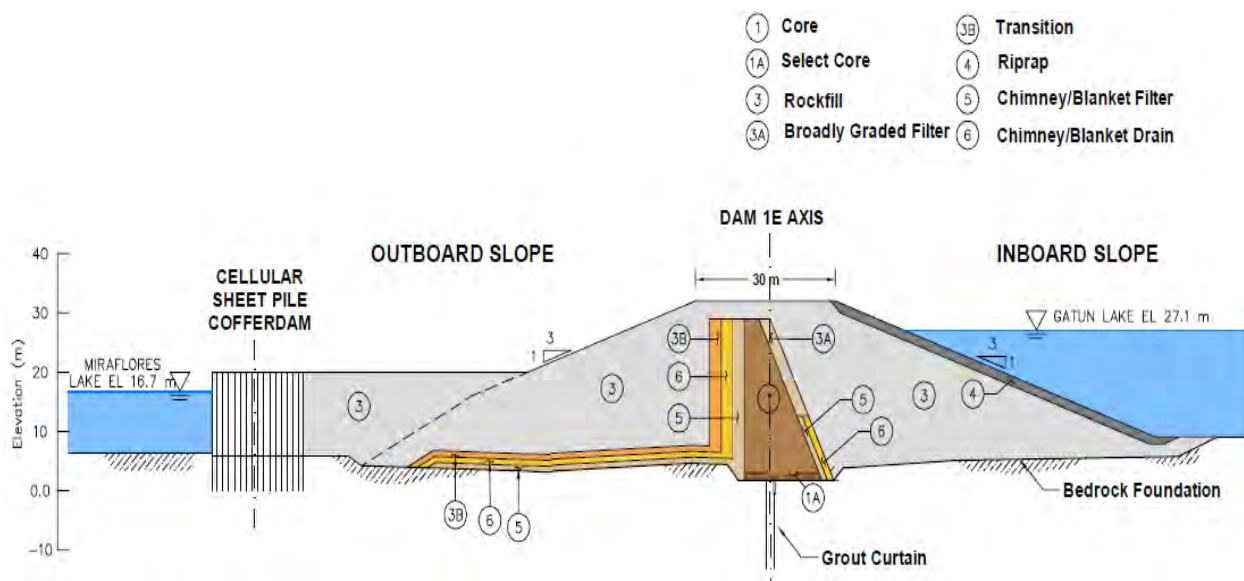 1 Core
1A Select Core
3 Rockfill
3A Broadly Graded Filter
3B Transition
4 Riprap
5 Chimney/Blanket Filter
6 Chimney/Blanket Drain
DAM 1E AXIS
OUTBOARD SLOPE
INBOARD SLOPE
CELLULAR
SHEET PILE
COFFERDAM
30 m
MIRAFLORES
LAKE EL 16.7 m
GATUN LAKE EL 27.1 m
Elevation (m)
40
30
20
10
0.0
-10
3
1
3
1
3
3
3B
6
5
1
3A
5
6
3
4
3B
6
5
1A
Bedrock Foundation
Grout Curtain